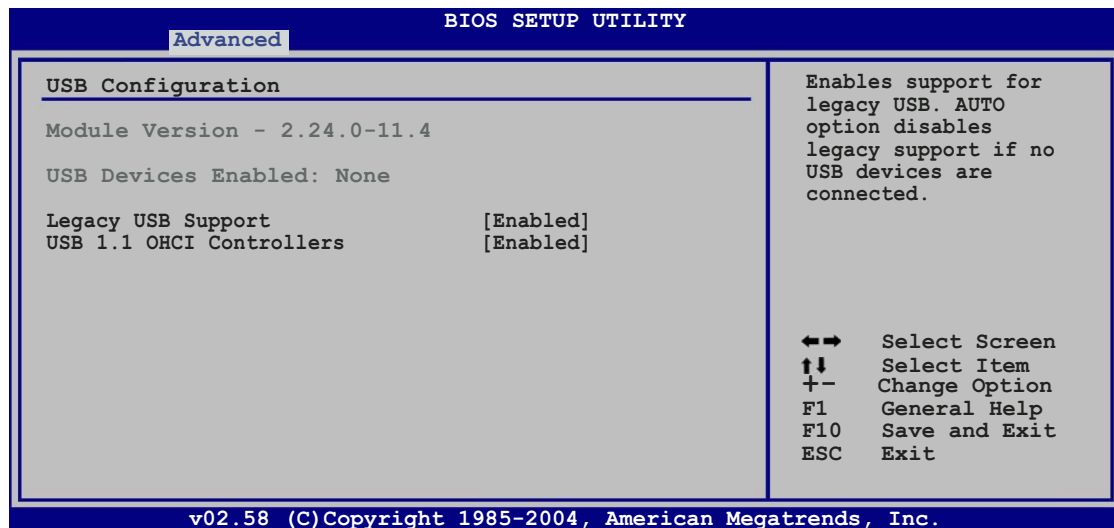 BIOS SETUP UTILITY
Advanced
USB Configuration
Module Version - 2.24.0-11.4
USB Devices Enabled: None
Legacy USB Support [Enabled]
USB 1.1 OHCI Controllers [Enabled]
Enables support for
legacy USB. AUTO
option disables
legacy support if no
USB devices are
connected.
←→ Select Screen
↑↓ Select Item
+- Change Option
F1 General Help
F10 Save and Exit
ESC Exit
v02.58 (C)Copyright 1985-2004, American Megatrends, Inc.